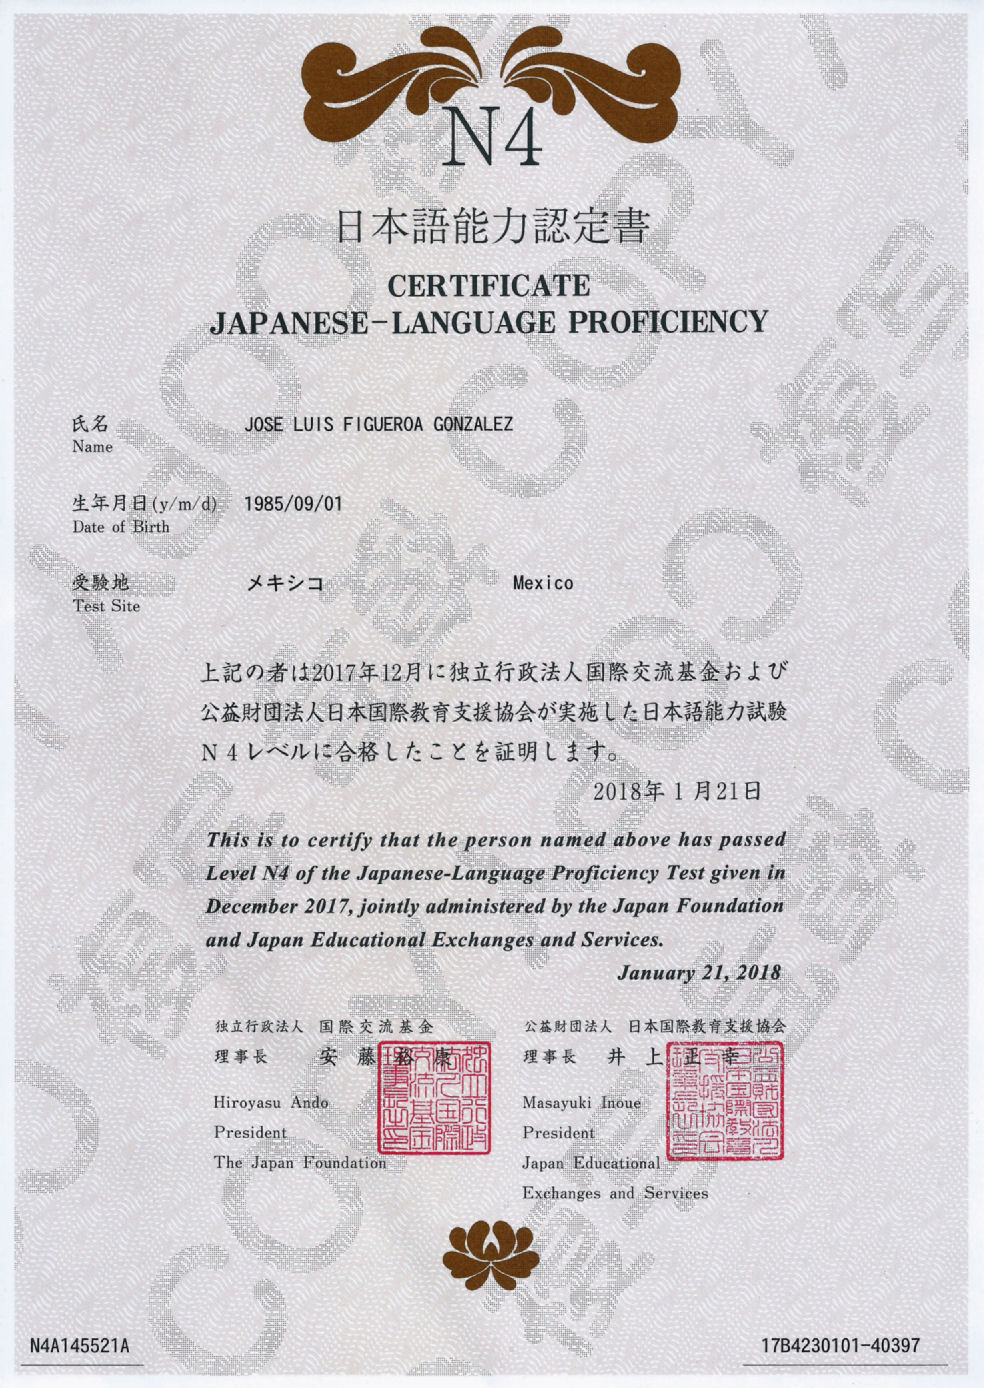 N4
日本語能力認定書
CERTIFICATE
JAPANESE-LANGUAGE PROFICIENCY
氏名 JOSE LUIS FIGUEROA GONZALEZ
Name
生年月日(y/m/d) 1985/09/01
Date of Birth
受験地 メキシコ Mexico
Test Site
上記の者は2017年12月に独立行政法人国際交流基金および
公益財団法人日本国際教育支援協会が実施した日本語能力試験
N4レベルに合格したことを証明します。
2018年1月21日
This is to certify that the person named above has passed
Level N4 of the Japanese-Language Proficiency Test given in
December 2017, jointly administered by the Japan Foundation
and Japan Educational Exchanges and Services.
January 21, 2018
独立行政法人 国際交流基金
理事長 安藤裕康
Hiroyasu Ando
President
The Japan Foundation
公益財団法人 日本国際教育支援協会
理事長 井上正幸
Masayuki Inoue
President
Japan Educational
Exchanges and Services
N4A145521A
17B4230101-40397